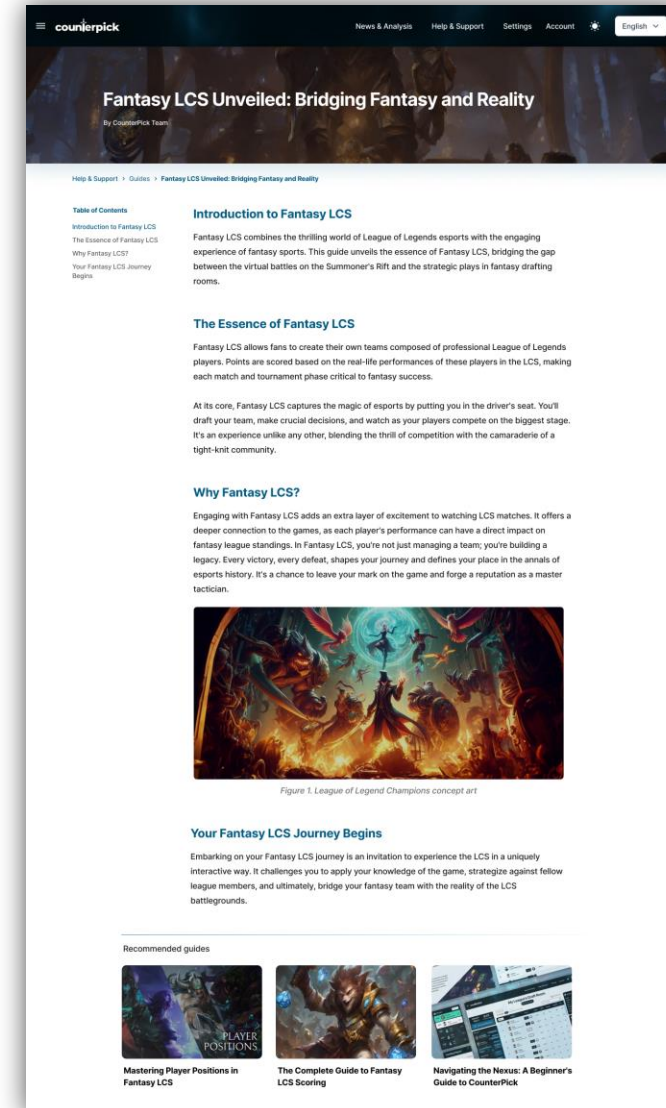 counterpick
News & Analysis
Help & Support
Settings
Account
English
Fantasy LCS Unveiled: Bridging Fantasy and Reality
By CounterPick Team
Help & Support > Guides > Fantasy LCS Unveiled: Bridging Fantasy and Reality
Table of Contents
Introduction to Fantasy LCS
The Essence of Fantasy LCS
Why Fantasy LCS?
Your Fantasy LCS Journey
Begins
Introduction to Fantasy LCS
Fantasy LCS combines the thrilling world of League of Legends esports with the engaging
experience of fantasy sports. This guide unveils the essence of Fantasy LCS, bridging the gap
between the virtual battles on the Summoner's Rift and the strategic plays in fantasy drafting
rooms.
The Essence of Fantasy LCS
Fantasy LCS allows fans to create their own teams composed of professional League of Legends
players. Points are scored based on the real-life performances of these players in the LCS, making
each match and tournament phase critical to fantasy success.
At its core, Fantasy LCS captures the magic of esports by putting you in the driver's seat. You'll
draft your team, make crucial decisions, and watch as your players compete on the biggest stage.
It's an experience unlike any other, blending the thrill of competition with the camaraderie of a
tight-knit community.
Why Fantasy LCS?
Engaging with Fantasy LCS adds an extra layer of excitement to watching LCS matches. It offers a
deeper connection to the games, as each player's performance can have a direct impact on
fantasy league standings. In Fantasy LCS, you're not just managing a team; you're building a
legacy. Every victory, every defeat, shapes your journey and defines your place in the annals of
esports history. It's a chance to leave your mark on the game and forge a reputation as a master
tactician.
Figure 1. League of Legend Champions concept art
Your Fantasy LCS Journey Begins
Embarking on your Fantasy LCS journey is an invitation to experience the LCS in a uniquely
interactive way. It challenges you to apply your knowledge of the game, strategize against fellow
league members, and ultimately, bridge your fantasy team with the reality of the LCS
battlegrounds.
Recommended guides
PLAYER
POSITIONS
Mastering Player Positions in
Fantasy LCS
The Complete Guide to Fantasy
LCS Scoring
Navigating the Nexus: A Beginner's
Guide to CounterPick